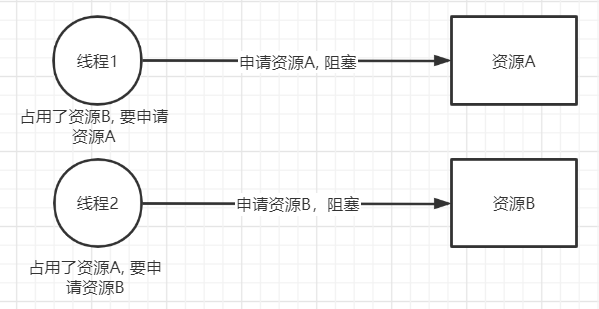 线程1
申请资源A, 阻塞
资源A
占用了资源B, 要申请
资源A
线程2
申请资源B，阻塞
资源B
占用了资源A, 要申
请资源B